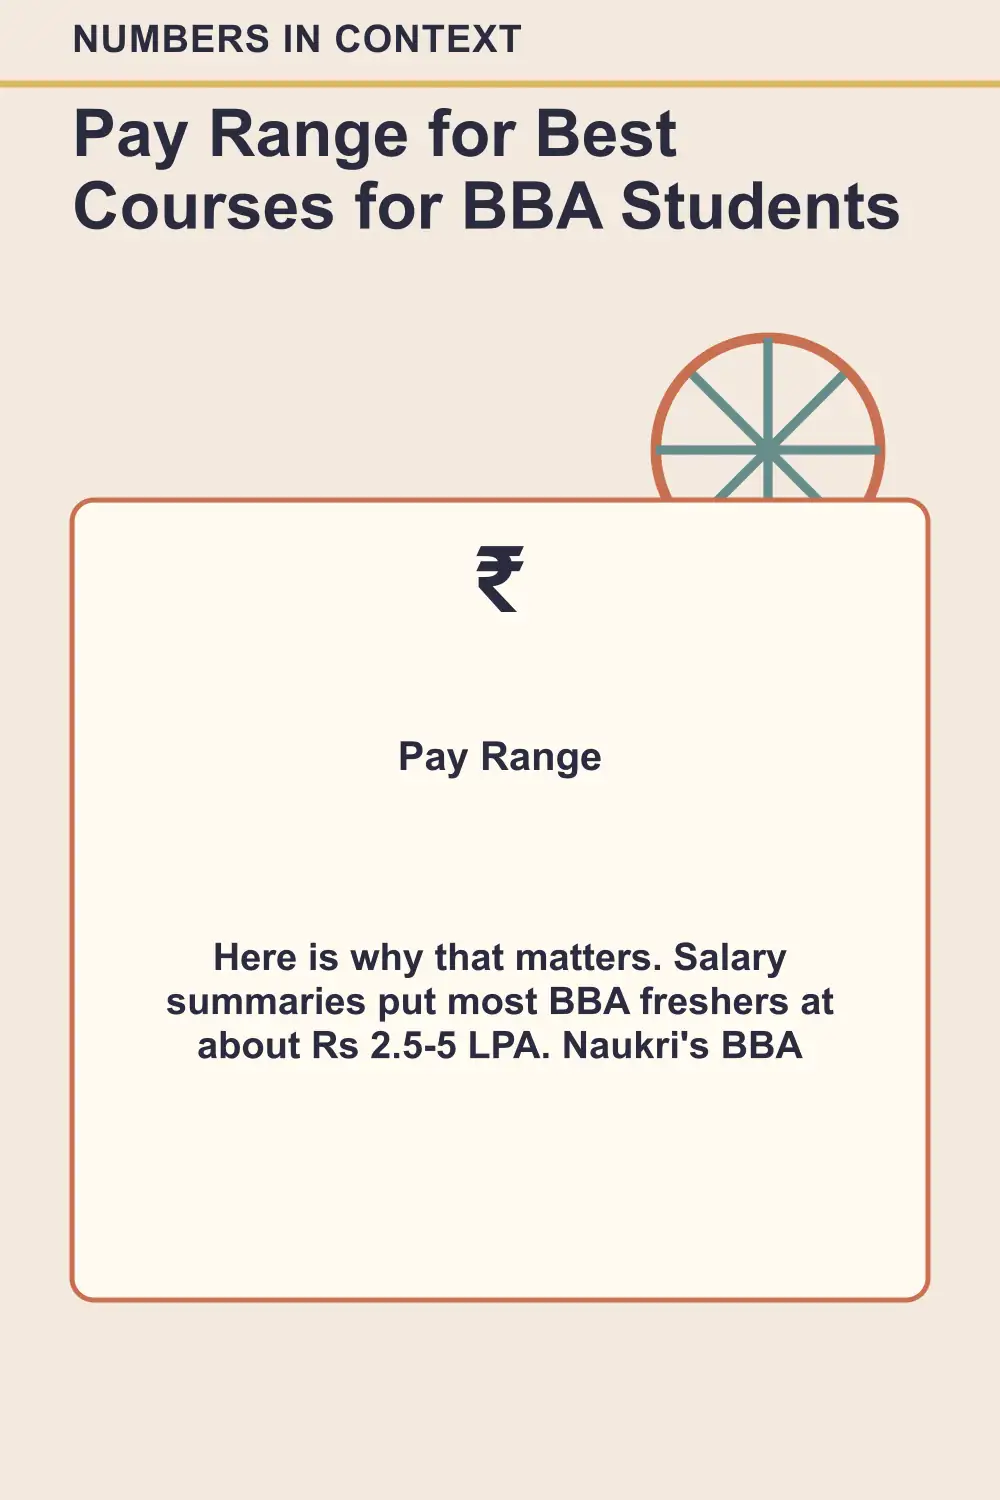 NUMBERS IN CONTEXT
Pay Range for Best
Courses for BBA Students
₹
Pay Range
Here is why that matters. Salary
summaries put most BBA freshers at
about Rs 2.5-5 LPA. Naukri's BBA